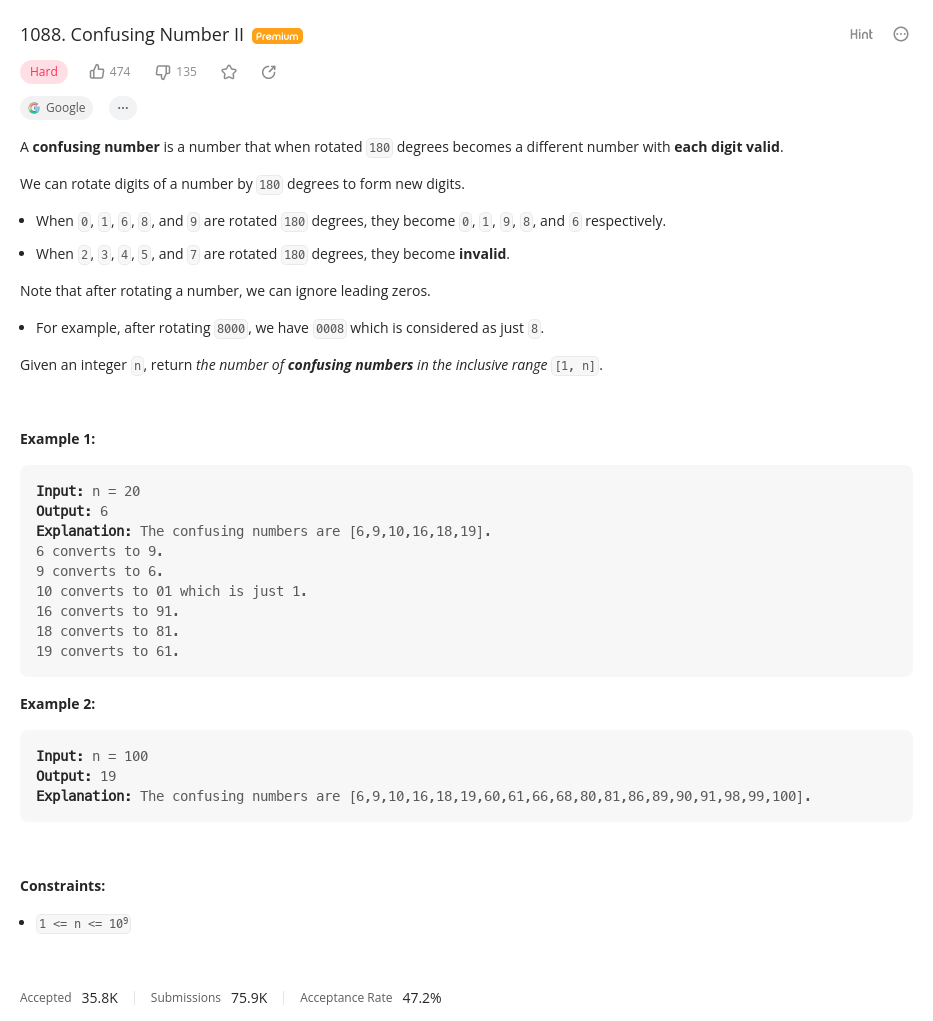 1088. Confusing Number II Premium Hint
Hard 474 135
Google ...
A confusing number is a number that when rotated 180 degrees becomes a different number with each digit valid.
We can rotate digits of a number by 180 degrees to form new digits.
• When 0, 1, 6, 8, and 9 are rotated 180 degrees, they become 0, 1, 9, 8, and 6 respectively.
• When 2, 3, 4, 5, and 7 are rotated 180 degrees, they become invalid.
Note that after rotating a number, we can ignore leading zeros.
• For example, after rotating 8000, we have 0008 which is considered as just 8.
Given an integer n, return the number of confusing numbers in the inclusive range [1, n].
Example 1:
Input: n = 20
Output: 6
Explanation: The confusing numbers are [6,9,10,16,18,19].
6 converts to 9.
9 converts to 6.
10 converts to 01 which is just 1.
16 converts to 91.
18 converts to 81.
19 converts to 61.
Example 2:
Input: n = 100
Output: 19
Explanation: The confusing numbers are [6,9,10,16,18,19,60,61,66,68,80,81,86,89,90,91,98,99,100].
Constraints:
• 1 <= n <= 10⁹
Accepted 35.8K Submissions 75.9K Acceptance Rate 47.2%